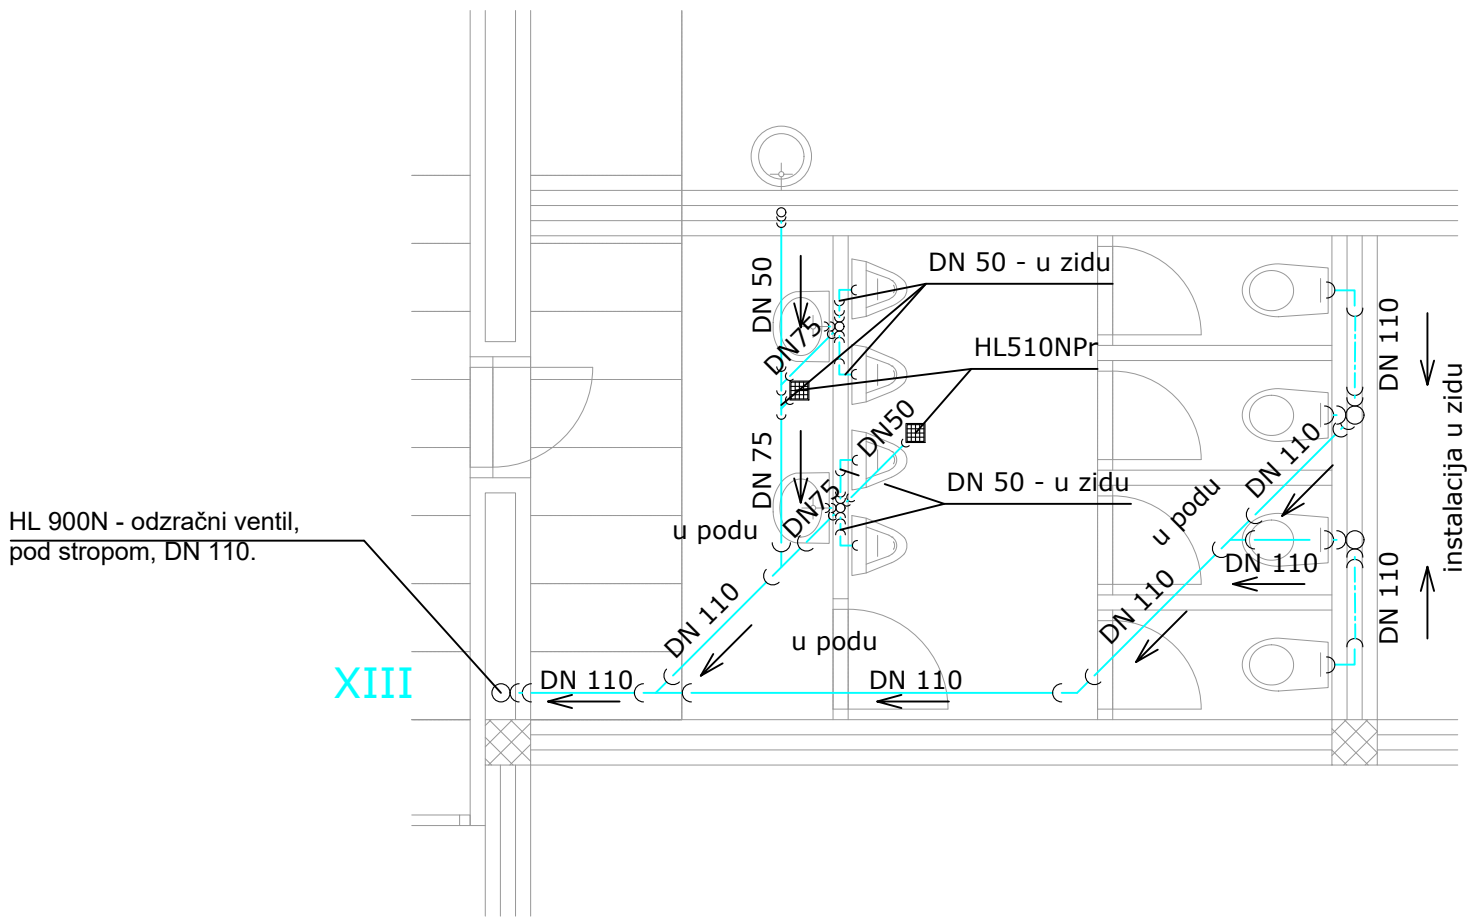 DN 50 - u zidu
DN 50
DN75
HL510NPr
DN 110
DN 75
DN50
DN75
DN 110
instalacija u zidu
DN 50 - u zidu
HL 900N - odzračni ventil,
pod stropom, DN 110.
u podu
u podu
DN 110
DN 110
DN 110
DN 110
u podu
XIII
DN 110
DN 110